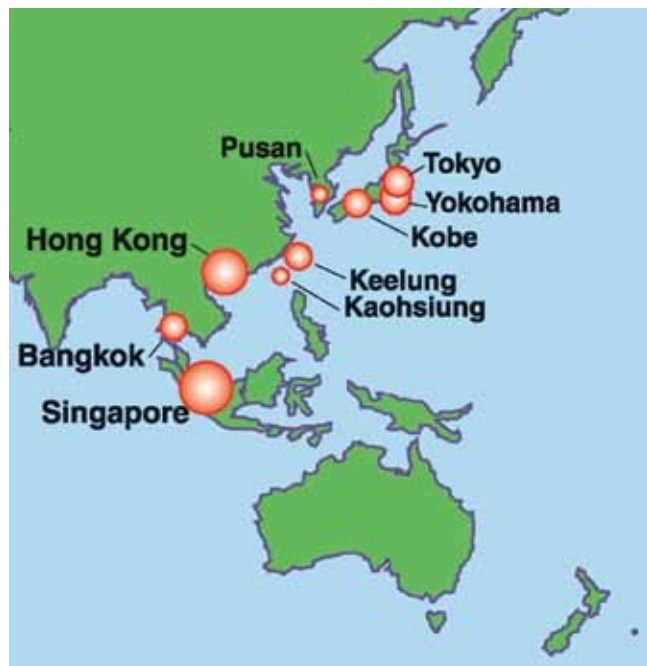 Pusan
Tokyo
Yokohama
Kobe
Hong Kong
Keelung
Kaohsiung
Bangkok
Singapore